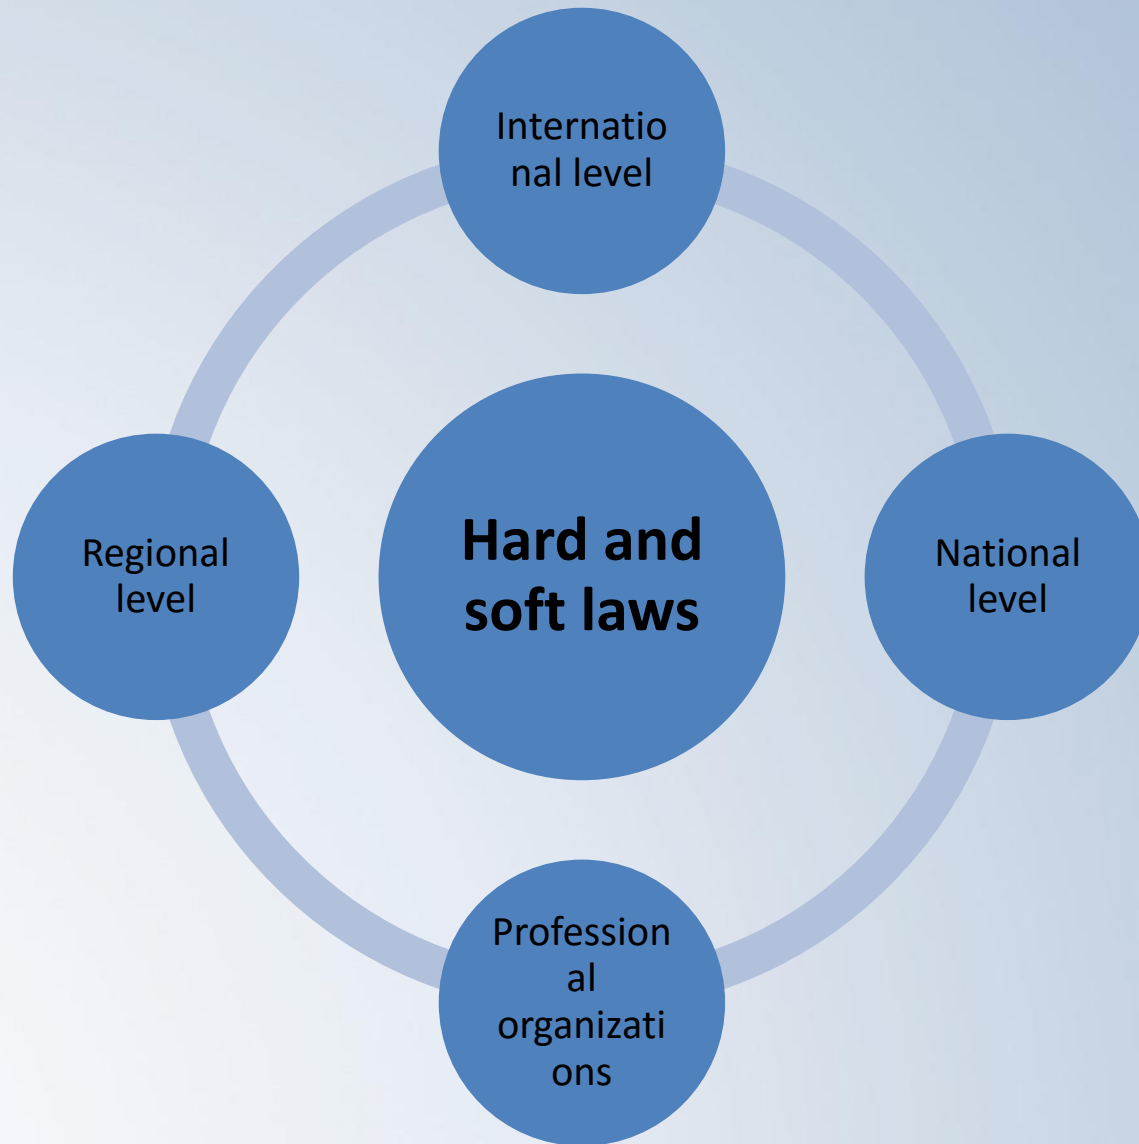 Internatio
nal level
Regional
level
Hard and
soft laws
National
level
Profession
al
organizati
ons